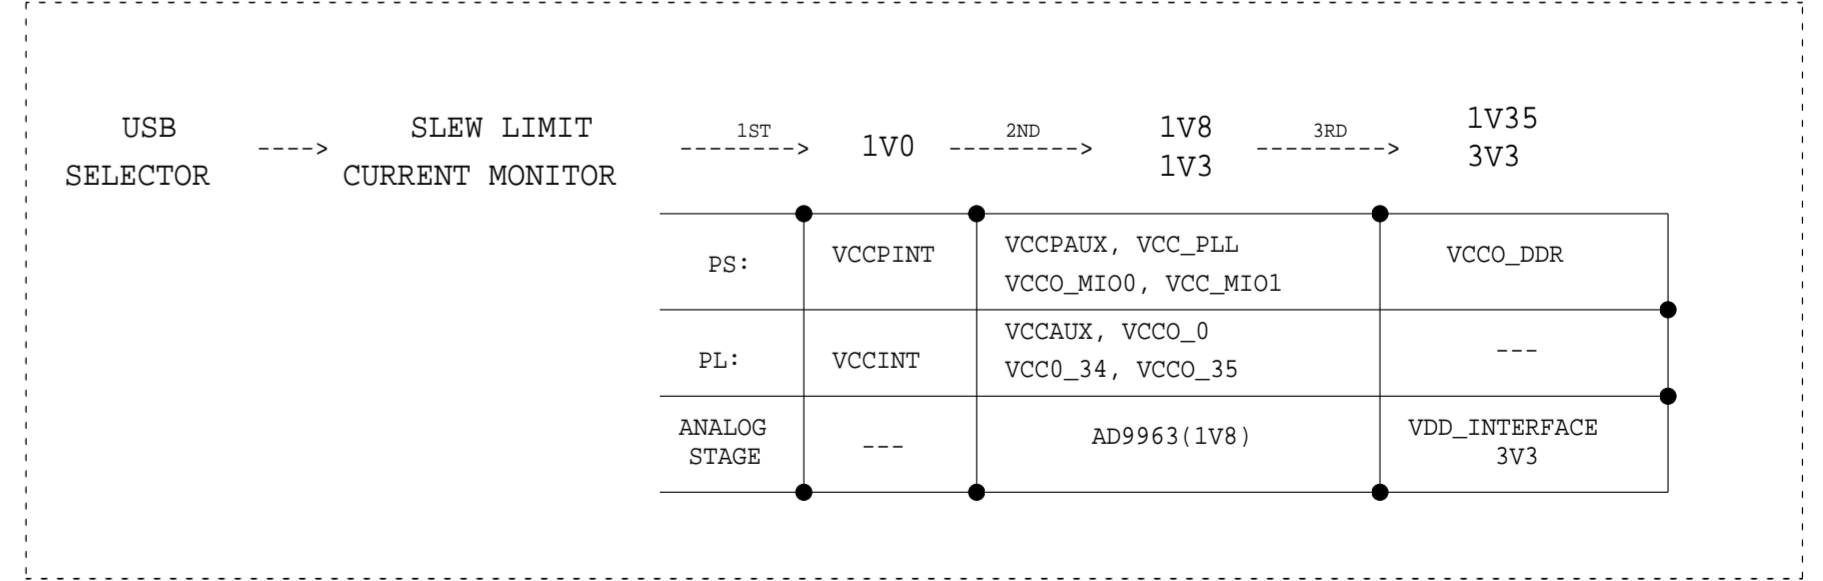 USB
SELECTOR
---->
SLEW LIMIT
CURRENT MONITOR
1ST
-------->
1V0
2ND
--------->
1V8
1V3
3RD
--------->
1V35
3V3
PS:
VCCPINT
VCCPAUX, VCC_PLL
VCCO_MIO0, VCC_MIO1
VCCO_DDR
PL:
VCCINT
VCCAUX, VCCO_0
VCC0_34, VCCO_35
---
ANALOG
STAGE
---
AD9963(1V8)
VDD_INTERFACE
3V3